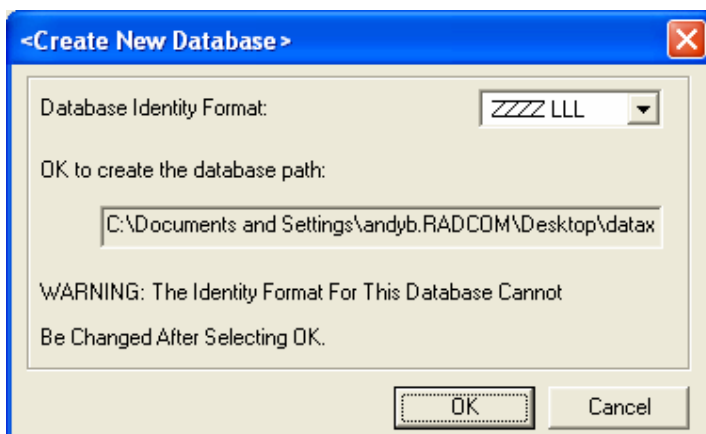 <Create New Database>
Database Identity Format:
ZZZZ LLL
OK to create the database path:
C:\Documents and Settings\andyb.RADCOM\Desktop\datax
WARNING: The Identity Format For This Database Cannot
Be Changed After Selecting OK.
OK
Cancel